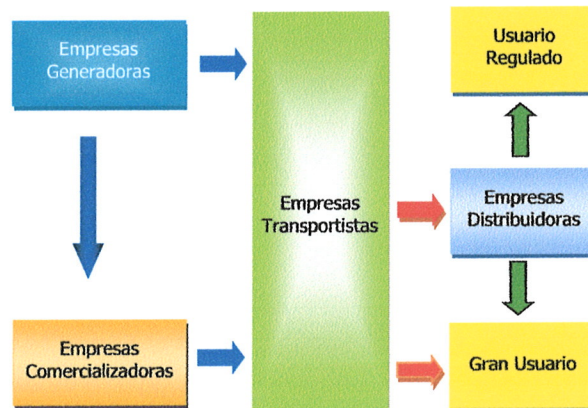 Empresas
Generadoras
Usuario
Regulado
Empresas
Transportistas
Empresas
Distribuidoras
Empresas
Comercializadoras
Gran Usuario